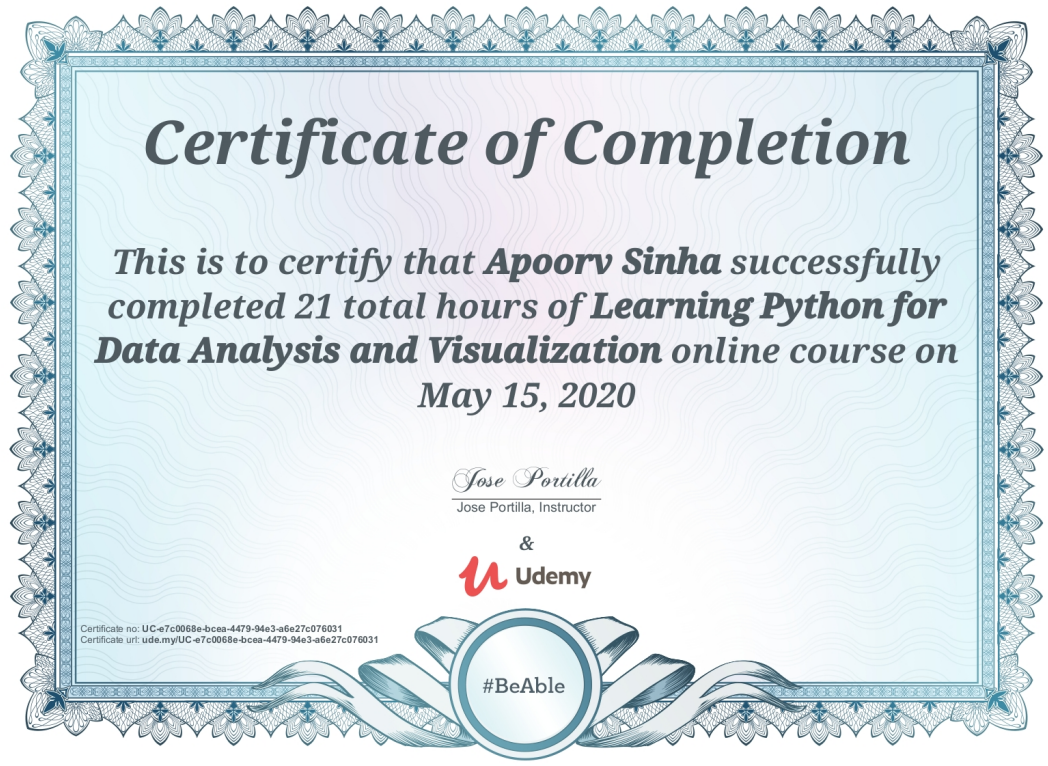 Certificate of Completion
This is to certify that Apoorv Sinha successfully
completed 21 total hours of Learning Python for
Data Analysis and Visualization online course on
May 15, 2020
Jose Portilla
Jose Portilla, Instructor
&
Udemy
Certificate no: UC-e7c0068e-bcea-4479-94e3-a6e27c076031
Certificate url: ude.my/UC-e7c0068e-bcea-4479-94e3-a6e27c076031
#BeAble